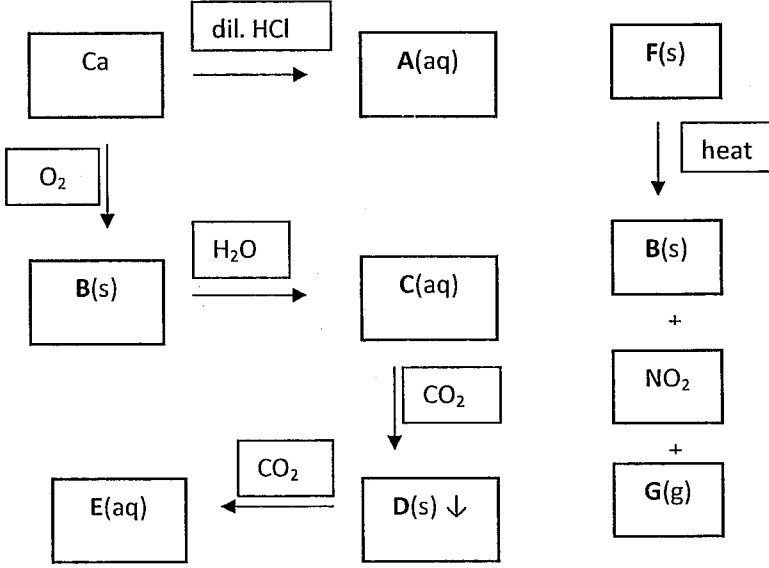 dil. HCl
Ca
A(aq)
F(s)
O₂
heat
H₂O
B(s)
C(aq)
B(s)
+
CO₂
NO₂
CO₂
+
E(aq)
D(s) ↓
G(g)